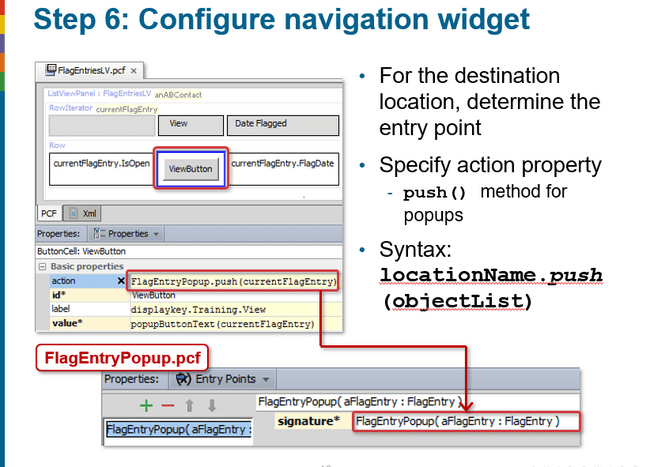 Step 6: Configure navigation widget
FlagEntriesLV.pcf
ListViewPanel : FlagEntriesLV anABContact
RowIterator currentFlagEntry
View
Date Flagged
Row
currentFlagEntry.IsOpen
ViewButton
currentFlagEntry.FlagDate
PCF
Xml
Properties: Properties
ButtonCell: ViewButton
Basic properties
action FlagEntryPopup.push(currentFlagEntry)
id* ViewButton
label displaykey.Training.View
value* popupButtonText(currentFlagEntry)
• For the destination
location, determine the
entry point
• Specify action property
- push() method for
popups
• Syntax:
locationName.push
(objectList)
FlagEntryPopup.pcf
Properties: Entry Points
FlagEntryPopup( aFlagEntry : FlagEntry )
signature* FlagEntryPopup( aFlagEntry : FlagEntry )
FlagEntryPopup( aFlagEntry :